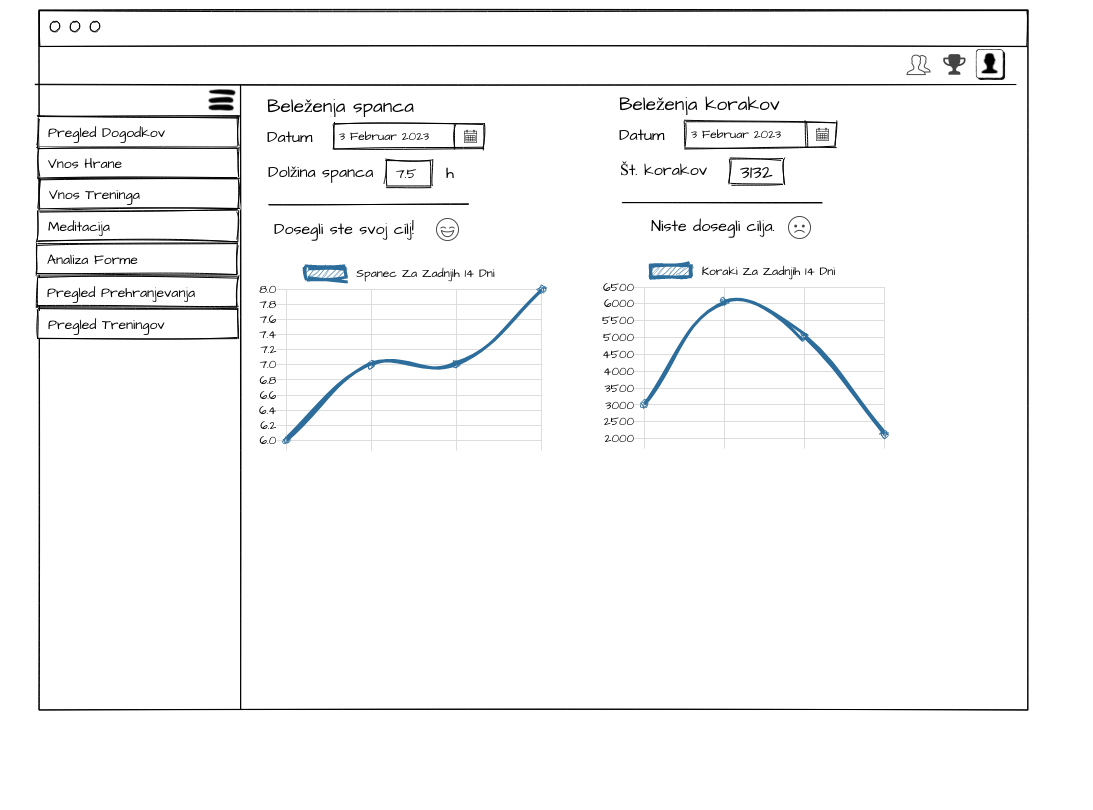 Pregled Dogodkov
Vnos Hrane
Vnos Treninga
Meditacija
Analiza Forme
Pregled Prehranjevanja
Pregled Treningov
Beleženja spanca
Datum 3 Februar 2023
Dolžina spanca 7.5 h
Dosegli ste svoj cilj!
Spanec Za Zadnjih 14 Dni
8.0
7.8
7.6
7.4
7.2
7.0
6.8
6.6
6.4
6.2
6.0
Beleženja korakov
Datum 3 Februar 2023
Št. korakov 3132
Niste dosegli cilja.
Koraki Za Zadnjih 14 Dni
6500
6000
5500
5000
4500
4000
3500
3000
2500
2000